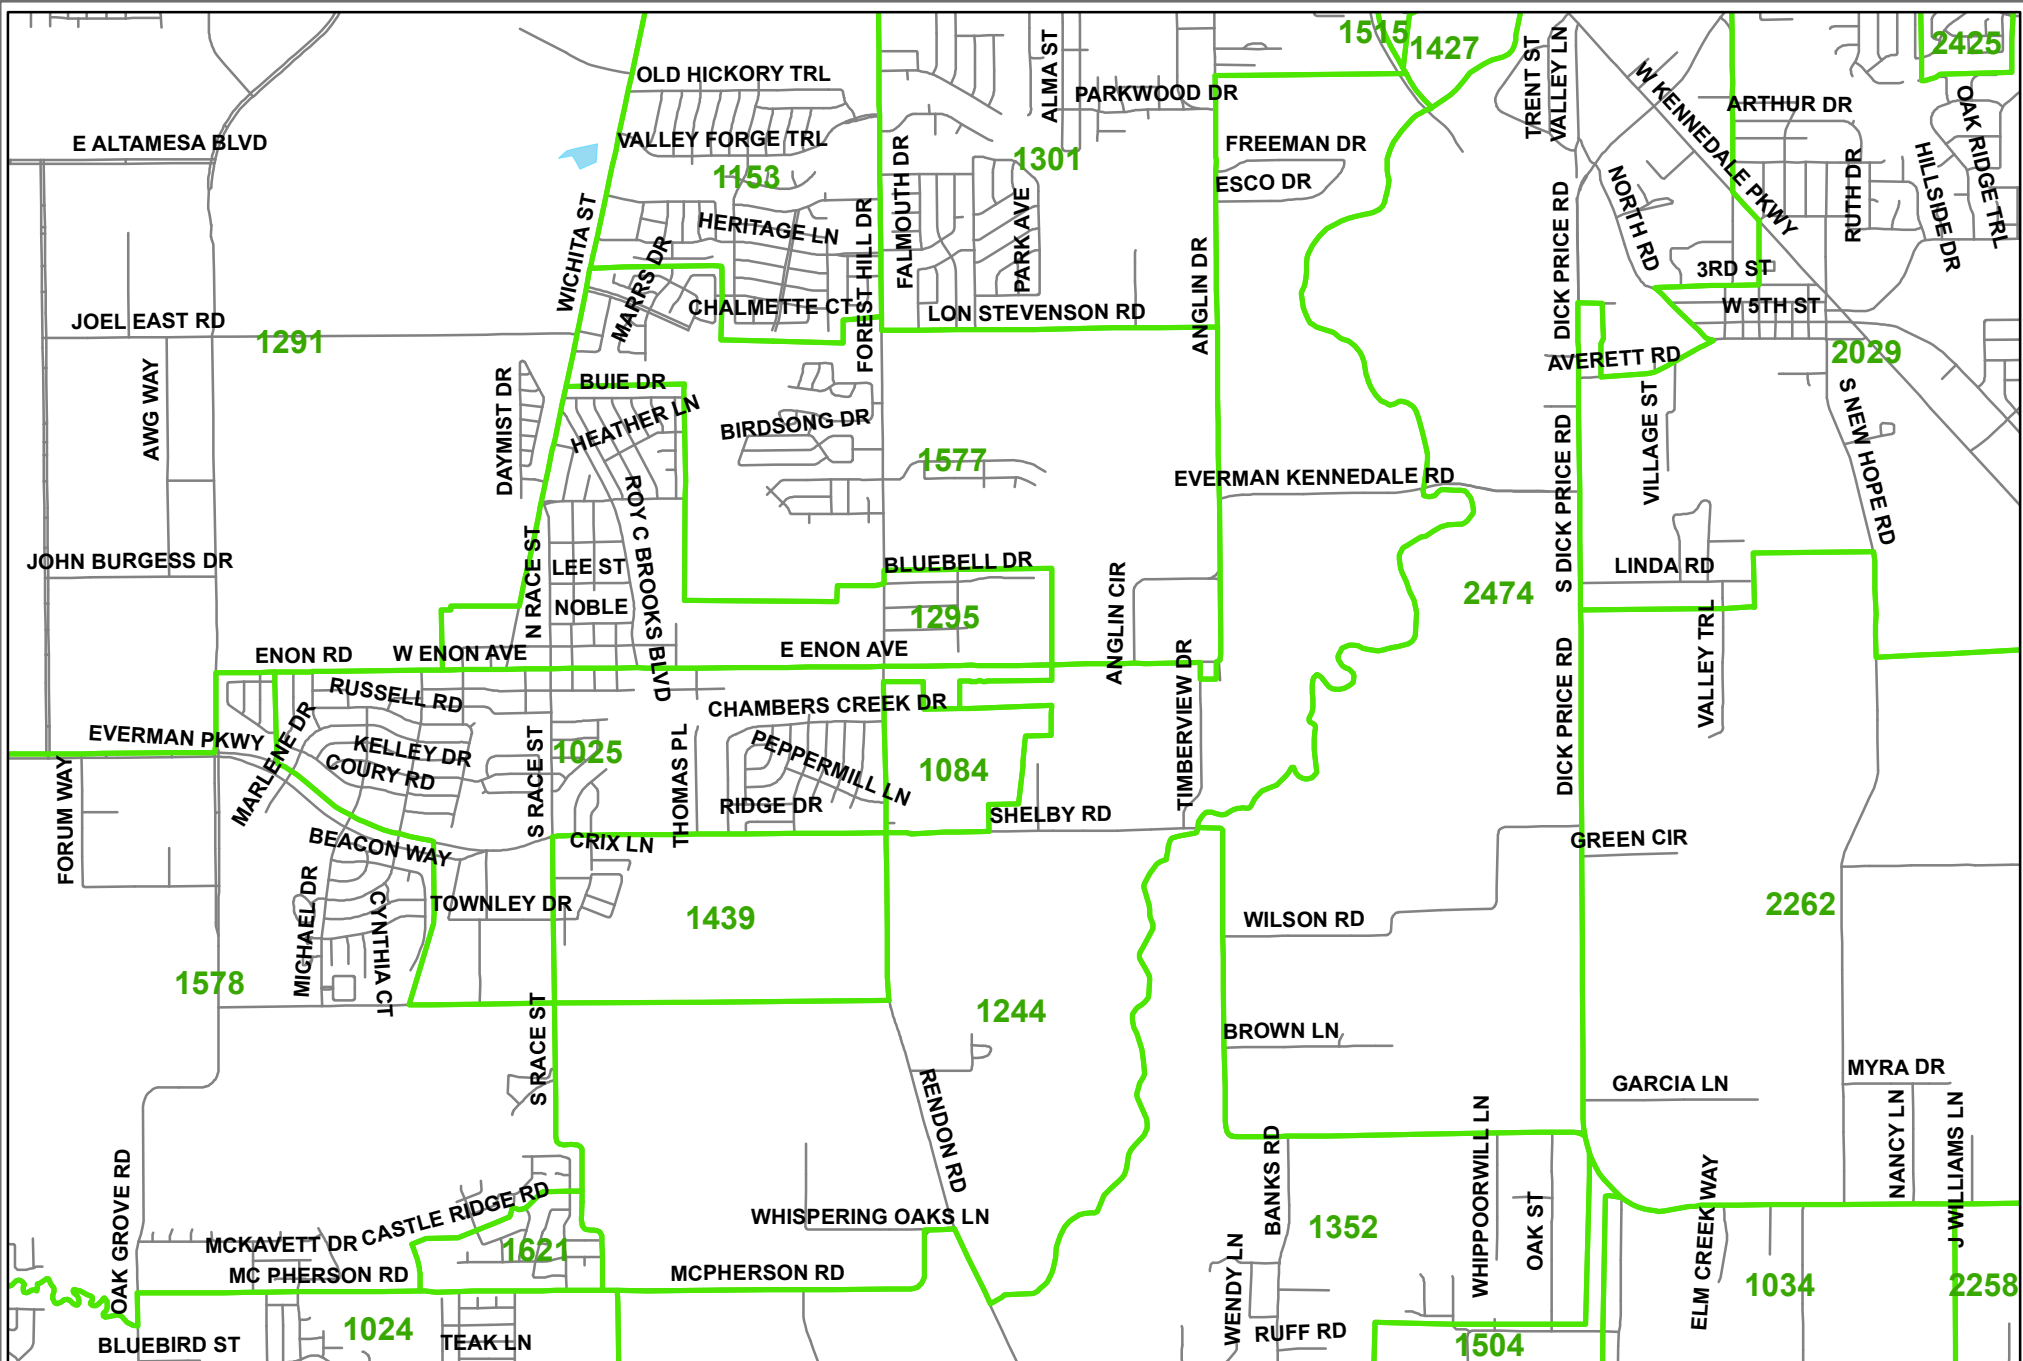 1515
1427
2425
OLD HICKORY TRL
ALMA ST
PARKWOOD DR
TRENT ST
VALLEY LN
W KENNEDALE PKWY
ARTHUR DR
OAK RIDGE TRL
E ALTAMESA BLVD
VALLEY FORGE TRL
1153
FALMOUTH DR
1301
FREEMAN DR
ESCO DR
NORTH RD
RUTH DR
HILLSIDE DR
WICHITA ST
HERITAGE LN
MARRS DR
FOREST HILL DR
PARK AVE
ANGLIN DR
DICK PRICE RD
3RD ST
W 5TH ST
CHALMETTE CT
LON STEVENSON RD
JOEL EAST RD
1291
AVERETT RD
2029
AWG WAY
DAYMIST DR
BUIE DR
HEATHER LN
BIRDSONG DR
1577
EVERMAN KENNEDALE RD
S DICK PRICE RD
VILLAGE ST
S NEW HOPE RD
ROY C BROOKS BLVD
JOHN BURGESS DR
N RACE ST
LEE ST
NOBLE
BLUEBELL DR
1295
ANGLIN CIR
2474
LINDA RD
VALLEY TRL
ENON RD
W ENON AVE
E ENON AVE
TIMBERVIEW DR
DICK PRICE RD
RUSSELL RD
CHAMBERS CREEK DR
EVERMAN PKWY
MARLENE DR
KELLEY DR
COURY RD
S RACE ST
1025
THOMAS PL
PEPPERMILL LN
1084
RIDGE DR
SHELBY RD
FORUM WAY
BEACON WAY
CRIX LN
GREEN CIR
MICHAEL DR
CYNTHIA CT
TOWNLEY DR
1439
WILSON RD
2262
1578
S RACE ST
1244
BROWN LN
RENDON RD
GARCIA LN
MYRA DR
NANCY LN
J WILLIAMS LN
OAK GROVE RD
CASTLE RIDGE RD
WHISPERING OAKS LN
BANKS RD
1352
WHIPPOORWILL LN
OAK ST
ELM CREEK WAY
MCKAVETT DR
1621
MC PHERSON RD
MCPHERSON RD
WENDY LN
1034
2258
BLUEBIRD ST
1024
TEAK LN
RUFF RD
1504